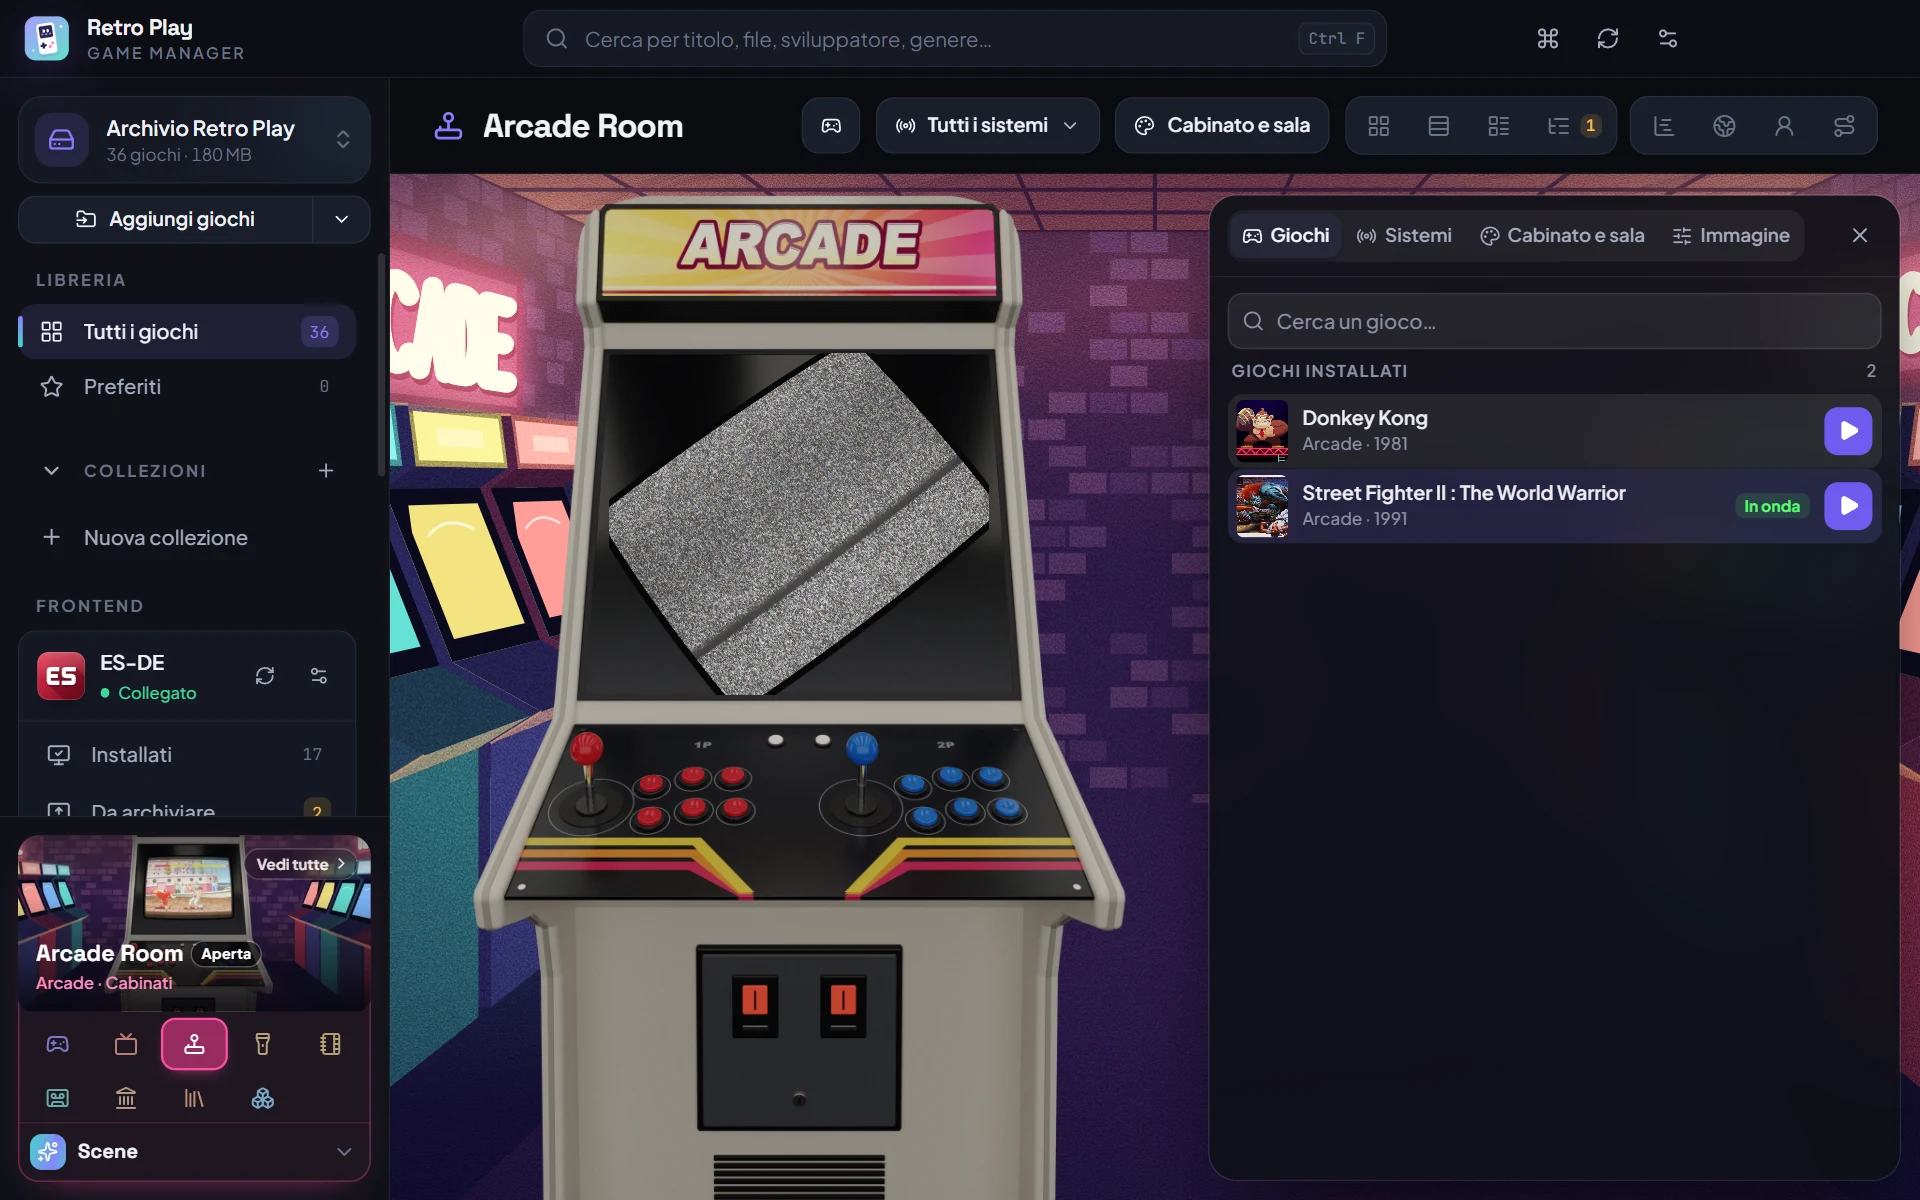 Retro Play
GAME MANAGER
Cerca per titolo, file, sviluppatore, genere...
Ctrl F
Archivio Retro Play
36 giochi · 180 MB
Aggiungi giochi
LIBRERIA
Tutti i giochi
36
Preferiti
0
COLLEZIONI
Nuova collezione
FRONTEND
ES
ES-DE
Collegato
Installati
17
Da archiviare
2
Vedi tutte
Arcade Room
Aperta
Arcade · Cabinati
Scene
Arcade Room
Tutti i sistemi
Cabinato e sala
1
ARCADE
1P
2P
Giochi
Sistemi
Cabinato e sala
Immagine
Cerca un gioco...
GIOCHI INSTALLATI
2
Donkey Kong
Arcade · 1981
Street Fighter II : The World Warrior
Arcade · 1991
In onda